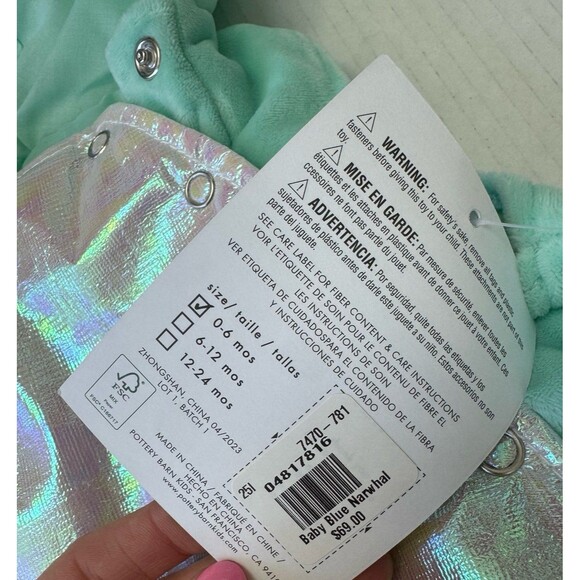 WARNING: For safety's sake, remove all tags and plastic
fasteners before giving this toy to your child. These attachments are not part of
toy.
MISE EN GARDE: Par mesure de sécurité, enlever toutes les
étiquettes et les attaches en plastique avant de donner ce jouet à votre enfant. Ces
ccessoires ne font pas partie du jouet.
ADVERTENCIA: Por seguridad, quite todas las etiquetas y los
sujetadores de plástico antes de darle este juguete a su niño. Estos accesorios no son
parte del juguete.
SEE CARE LABEL FOR FIBER CONTENT & CARE INSTRUCTIONS
VOIR L'ETIQUETTE DE SOIN POUR LE CONTENU DE FIBRE ET
LES INSTRUCTIONS DE SOIN
VER ETIQUETA DE CUIDADOSPARA EL CONTENIDO DE LA FIBRA
Y INSTRUCCIONES DE CUIDADO
size / taille / tallas
0-6 mos
6-12 mos
12-24 mos
FSC
MIX
ZHONGSHAN, CHINA 04/2023
LOT 1, BATCH 1
MADE IN CHINA / FABRIQUÉ EN CHINE /
HECHO EN CHINA
POTTERY BARN KIDS - SAN FRANCISCO, CA 941
www.potterybarnkids.
7470-781
25i
04817816
Baby Blue Narwhal
$69.00